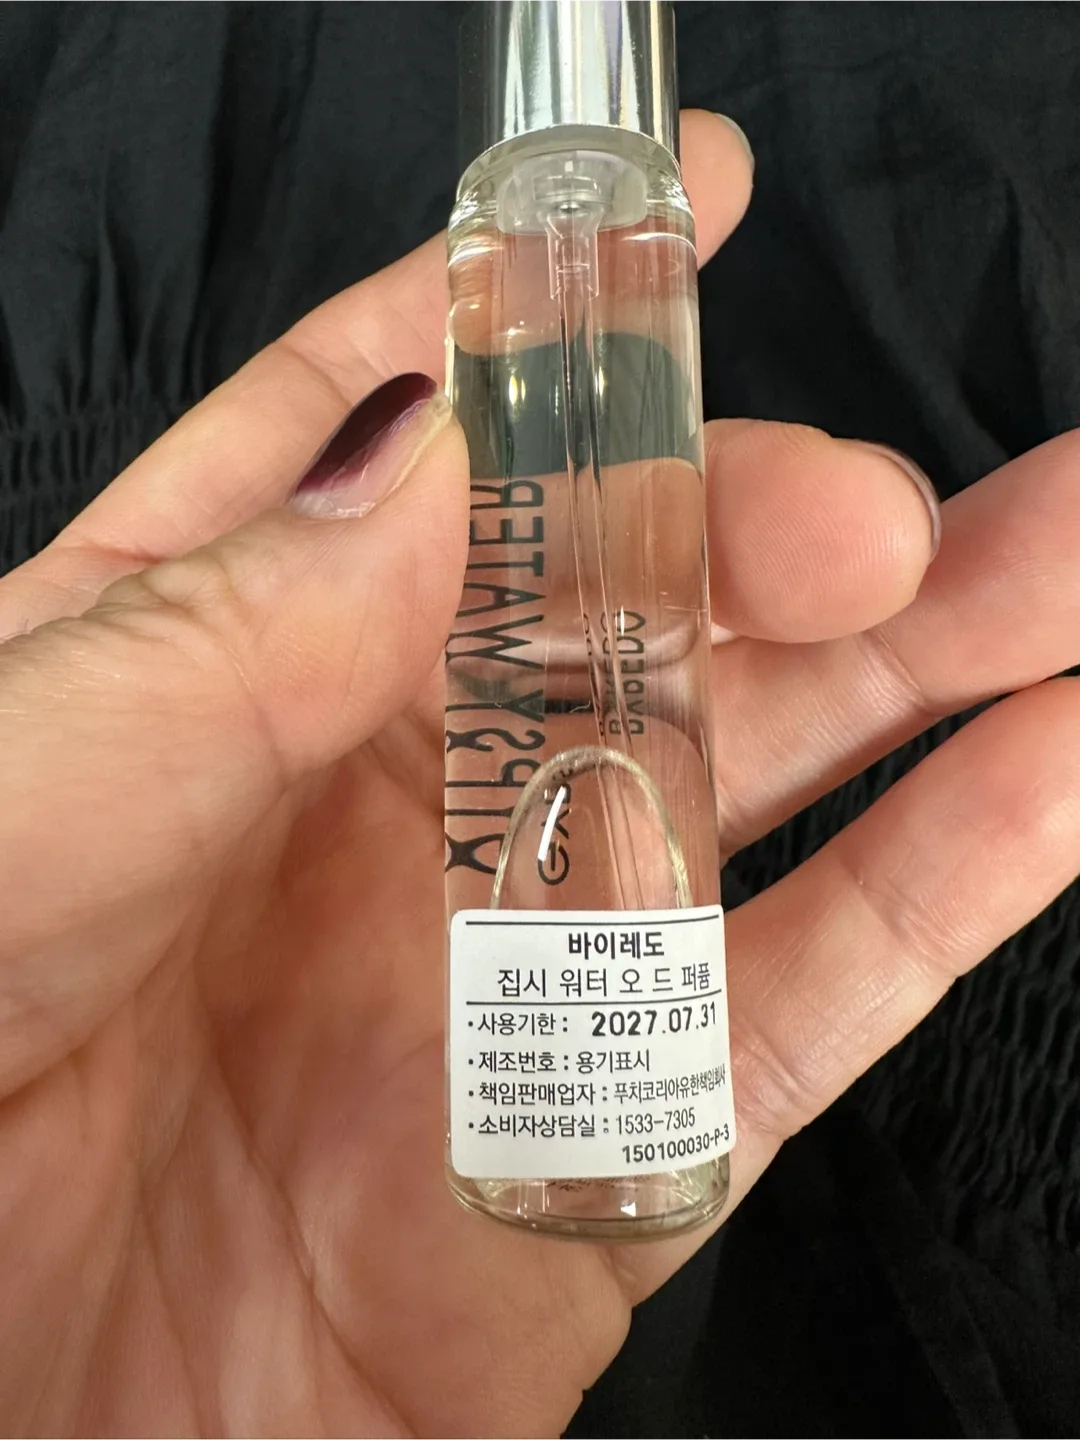 바이레도
집시 워터 오 드 퍼퓸
·사용기한 : 2027.07.31
·제조번호 : 용기표시
·책임판매업자 : 푸치코리아유한책임회사
·소비자상담실 : 1533-7305
150100030-P-3